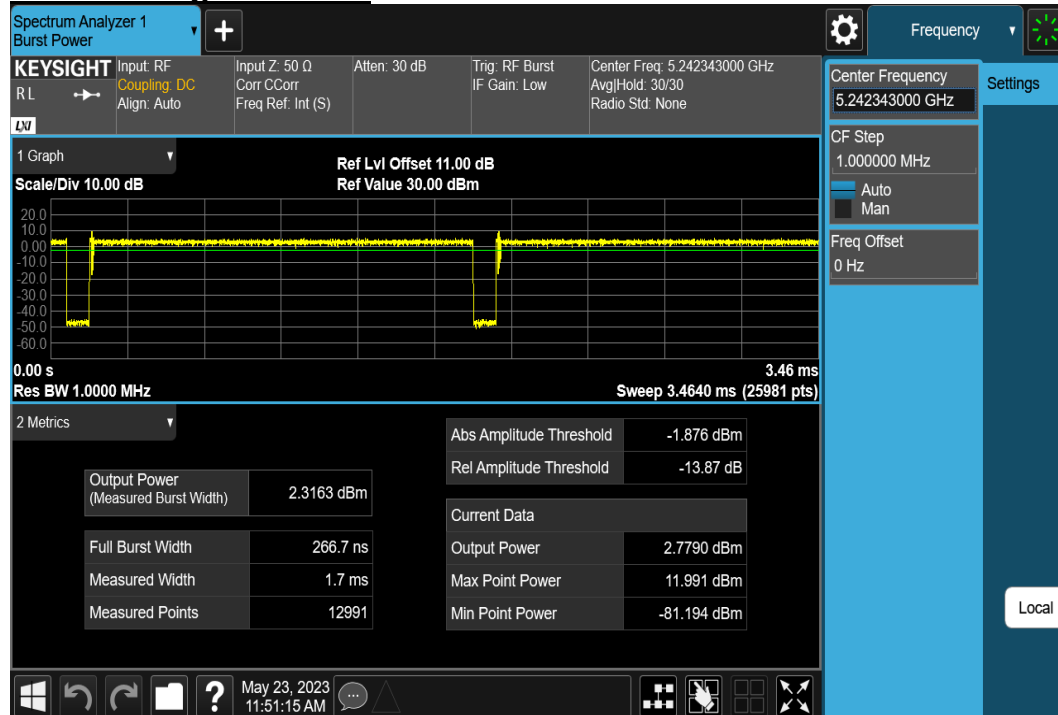 Spectrum Analyzer 1
Burst Power
Frequency
KEYSIGHT
R L
LXI
Input: RF
Coupling: DC
Align: Auto
Input Z: 50 Ω
Corr CCorr
Freq Ref: Int (S)
Atten: 30 dB
Trig: RF Burst
IF Gain: Low
Center Freq: 5.242343000 GHz
Avg|Hold: 30/30
Radio Std: None
Center Frequency
5.242343000 GHz
Settings
CF Step
1.000000 MHz
Auto
Man
Freq Offset
0 Hz
1 Graph
Scale/Div 10.00 dB
Ref Lvl Offset 11.00 dB
Ref Value 30.00 dBm
20.0
10.0
0.00
-10.0
-20.0
-30.0
-40.0
-50.0
-60.0
0.00 s
3.46 ms
Res BW 1.0000 MHz
Sweep 3.4640 ms (25981 pts)
2 Metrics
Output Power
(Measured Burst Width)
2.3163 dBm
Full Burst Width 266.7 ns
Measured Width 1.7 ms
Measured Points 12991
Abs Amplitude Threshold -1.876 dBm
Rel Amplitude Threshold -13.87 dB
Current Data
Output Power 2.7790 dBm
Max Point Power 11.991 dBm
Min Point Power -81.194 dBm
Local
?
May 23, 2023
11:51:15 AM